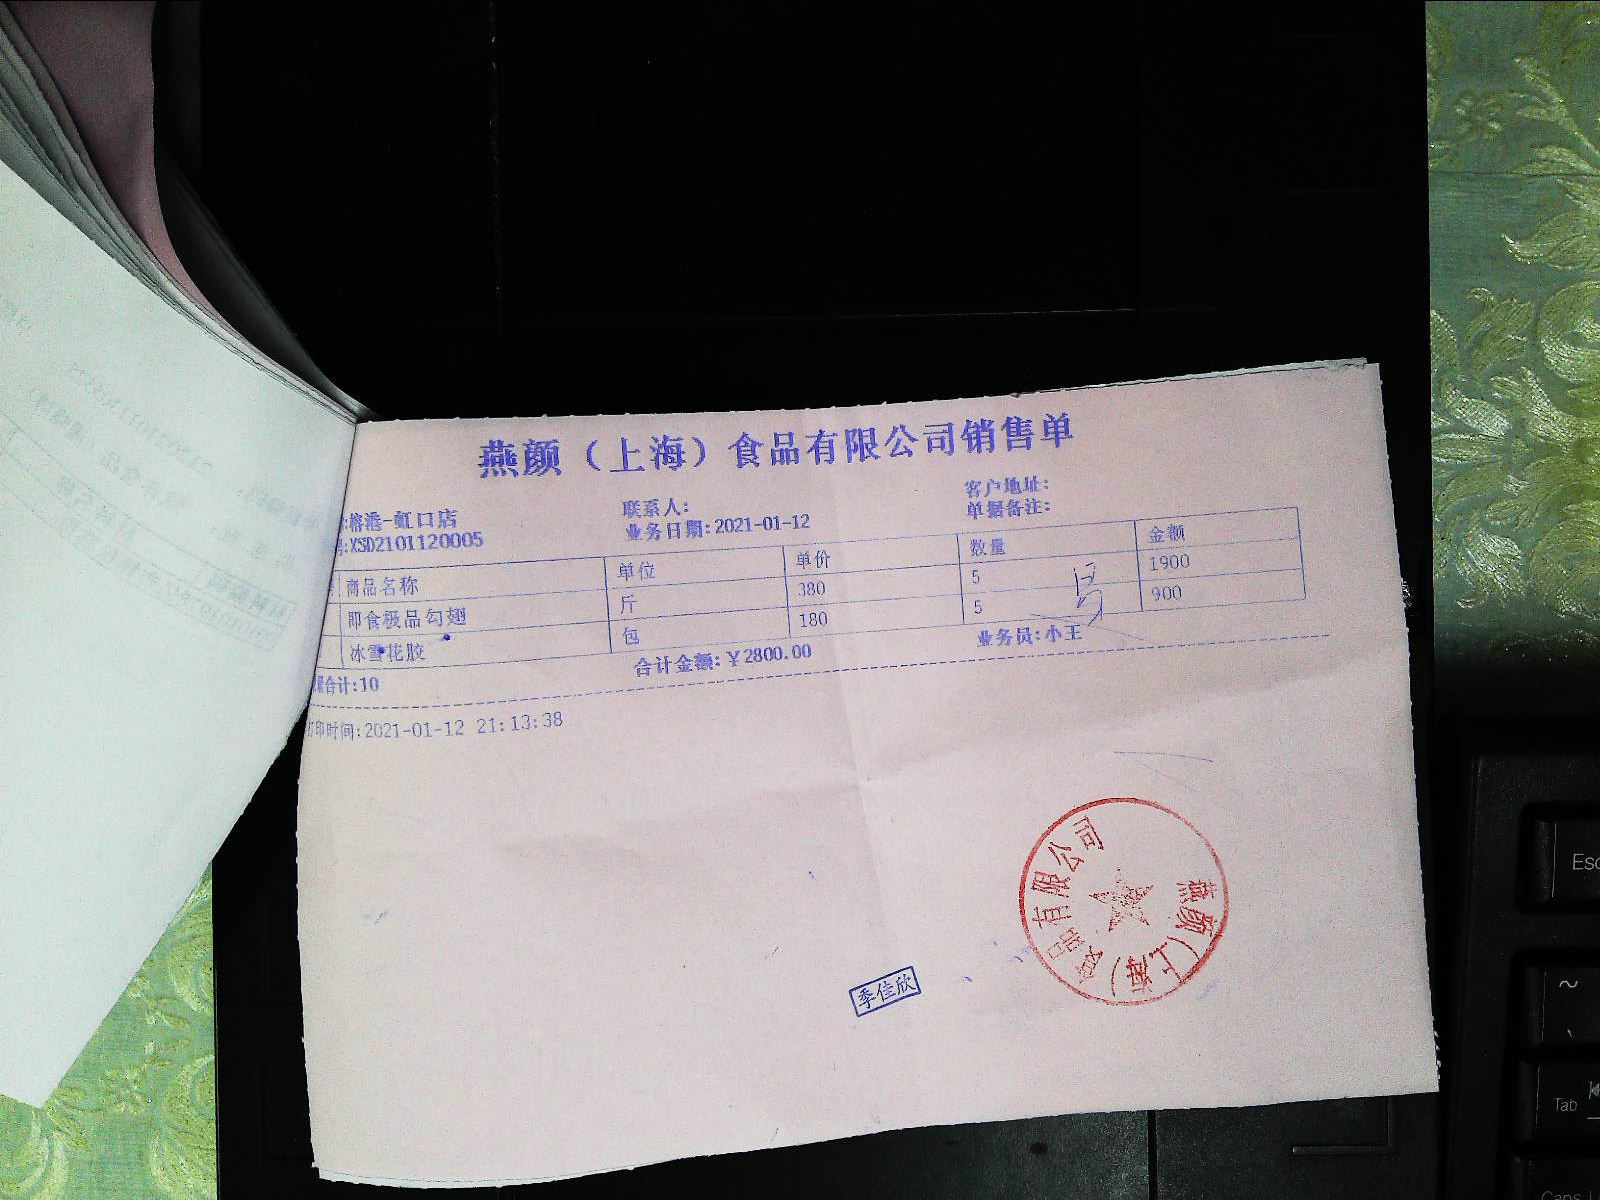 燕颜（上海）食品有限公司销售单
:榕港-虹口店 联系人: 客户地址:
号:XSD2101120005 业务日期:2021-01-12 单据备注:
商品名称 单位 单价 数量 金额
即食极品勾翅 斤 380 5 1900
冰雪花胶 包 180 5 900
合计:10 合计金额:￥2800.00 业务员:小王
打印时间:2021-01-12 21:13:38
燕颜（上海）食品有限公司
季佳欣
Esc
~
Tab
Caps L